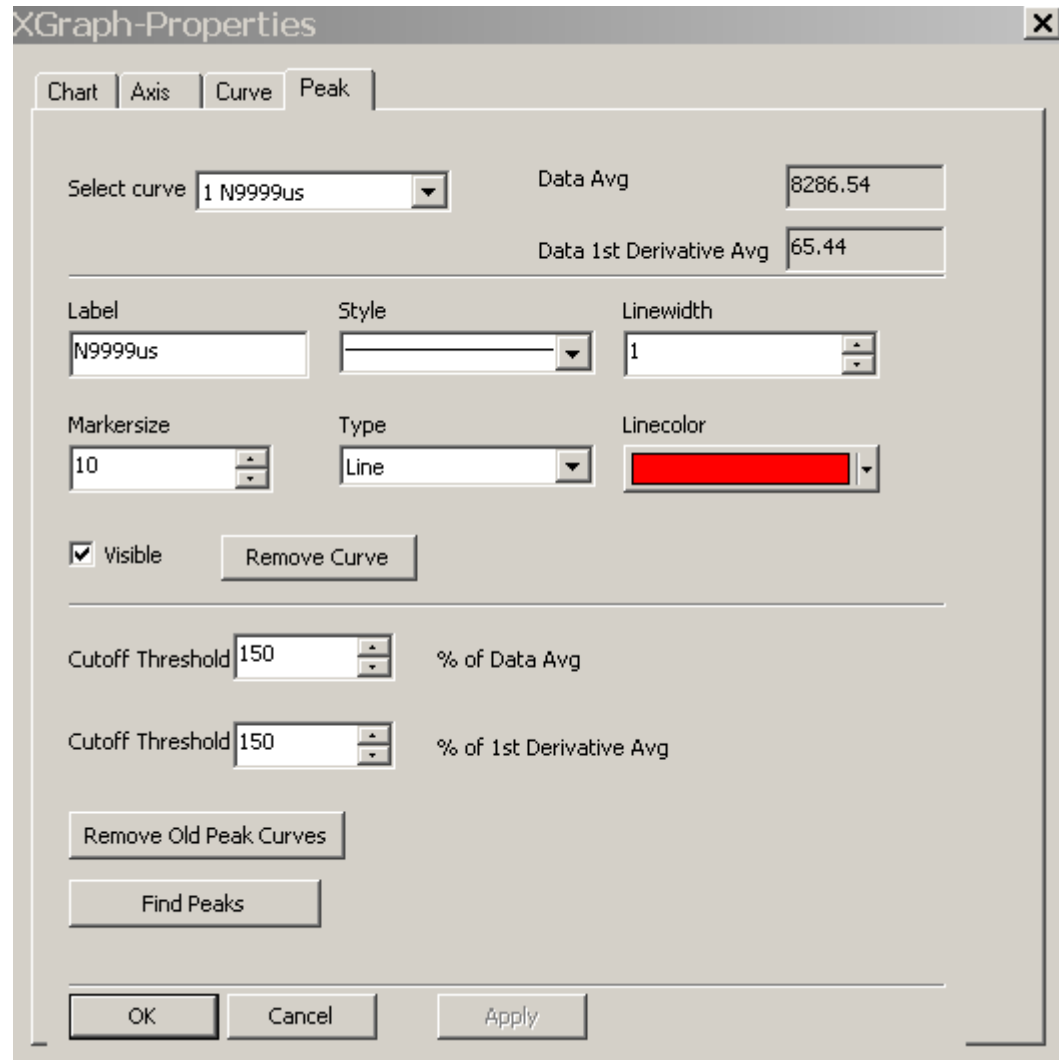 XGraph-Properties
Chart Axis Curve Peak
Select curve 1 N9999us Data Avg 8286.54
Data 1st Derivative Avg 65.44
Label Style Linewidth
N9999us 1
Markersize Type Linecolor
10 Line
Visible Remove Curve
Cutoff Threshold 150 % of Data Avg
Cutoff Threshold 150 % of 1st Derivative Avg
Remove Old Peak Curves
Find Peaks
OK Cancel Apply